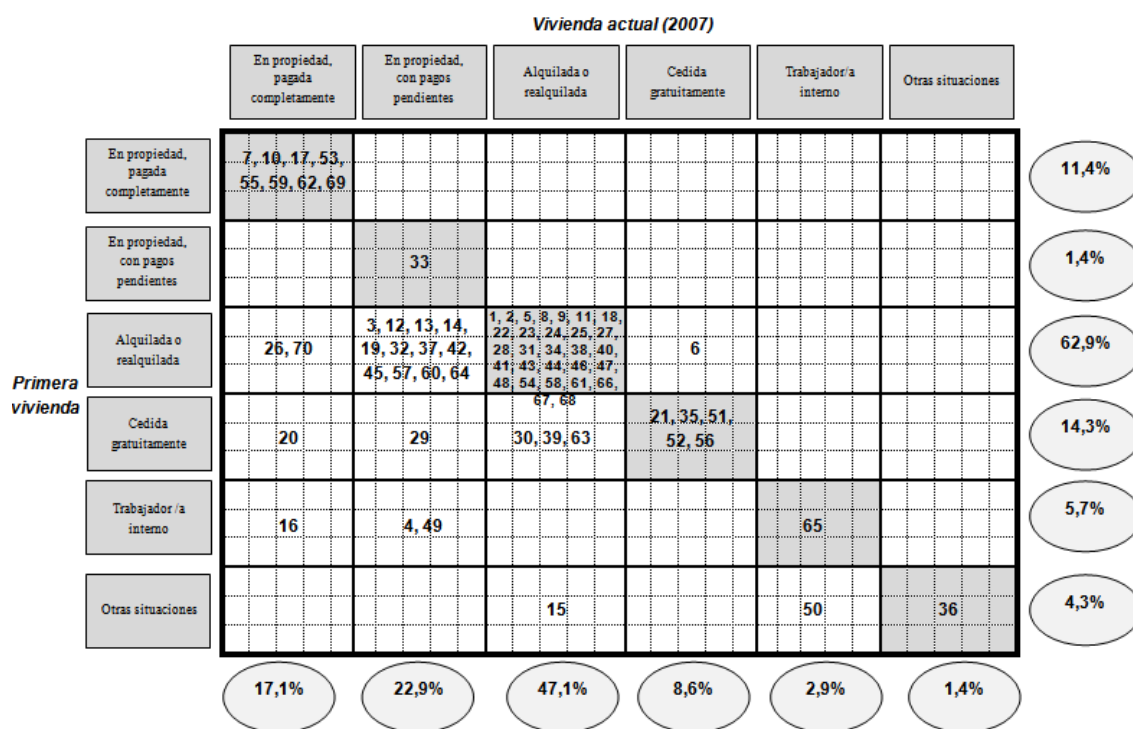 Vivienda actual (2007)
En propiedad,
pagada
completamente
En propiedad,
con pagos
pendientes
Alquilada o
realquilada
Cedida
gratuitamente
Trabajador/a
interno
Otras situaciones
Primera
vivienda
En propiedad,
pagada
completamente
7, 10, 17, 53,
55, 59, 62, 69
11,4%
En propiedad,
con pagos
pendientes
33
1,4%
Alquilada o
realquilada
26, 70
3, 12, 13, 14,
19, 32, 37, 42,
45, 57, 60, 64
1, 2, 5, 8, 9, 11, 18,
22, 23, 24, 25, 27,
28, 31, 34, 38, 40,
41, 43, 44, 46, 47,
48, 54, 58, 61, 66,
67, 68
6
62,9%
Cedida
gratuitamente
20
29
30, 39, 63
21, 35, 51,
52, 56
14,3%
Trabajador /a
interno
16
4, 49
65
5,7%
Otras situaciones
15
50
36
4,3%
17,1%
22,9%
47,1%
8,6%
2,9%
1,4%